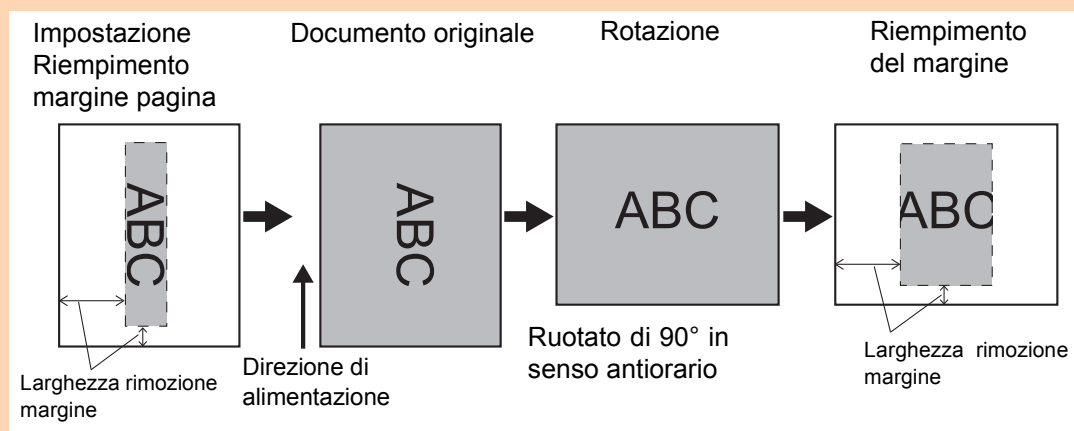 Impostazione
Riempimento
margine pagina
Documento originale
Rotazione
Riempimento
del margine
ABC
ABC
ABC
ABC
Larghezza rimozione
margine
Direzione di
alimentazione
Ruotato di 90° in
senso antiorario
Larghezza rimozione
margine